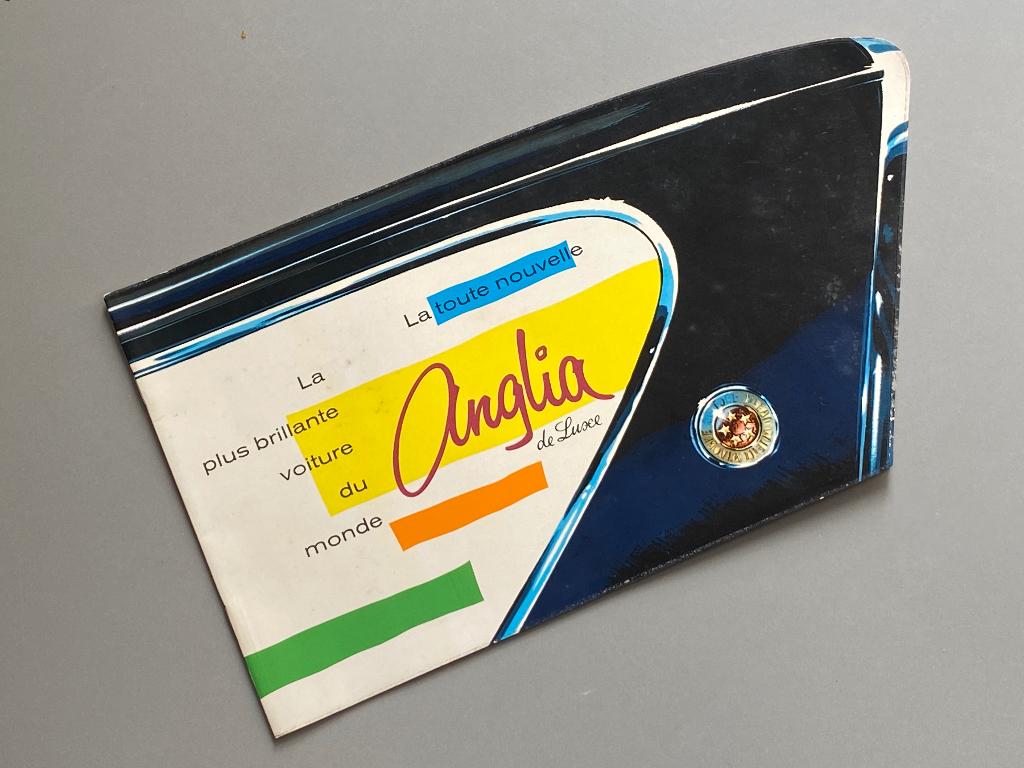 La toute nouvelle
Anglia
de Luxe
La
plus brillante
voiture
du
monde